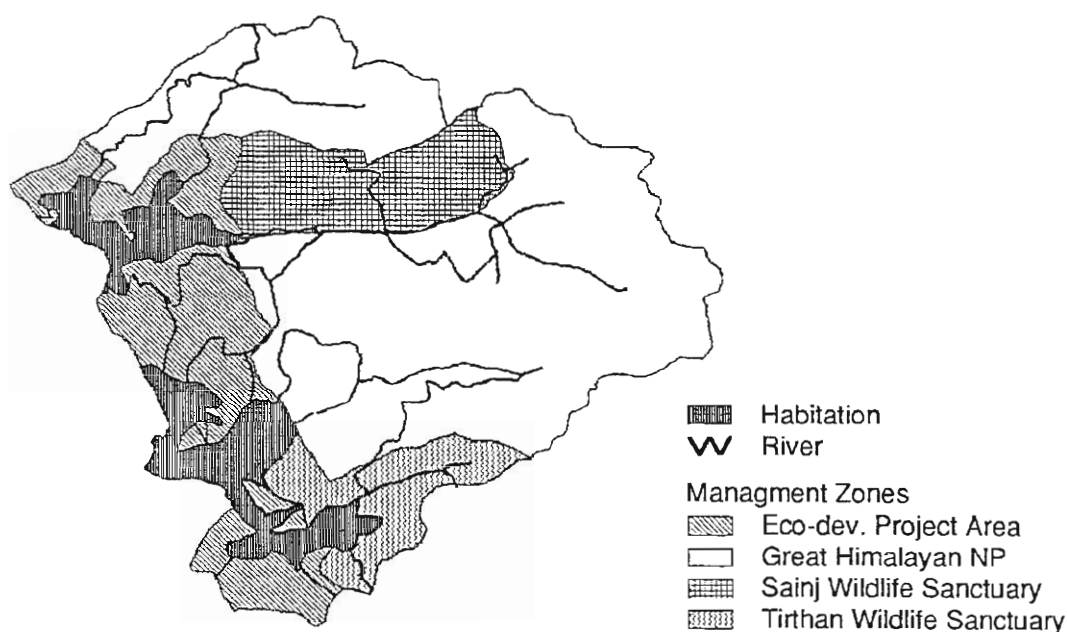 Habitation
River
Managment Zones
Eco-dev. Project Area
Great Himalayan NP
Sainj Wildlife Sanctuary
Tirthan Wildlife Sanctuary